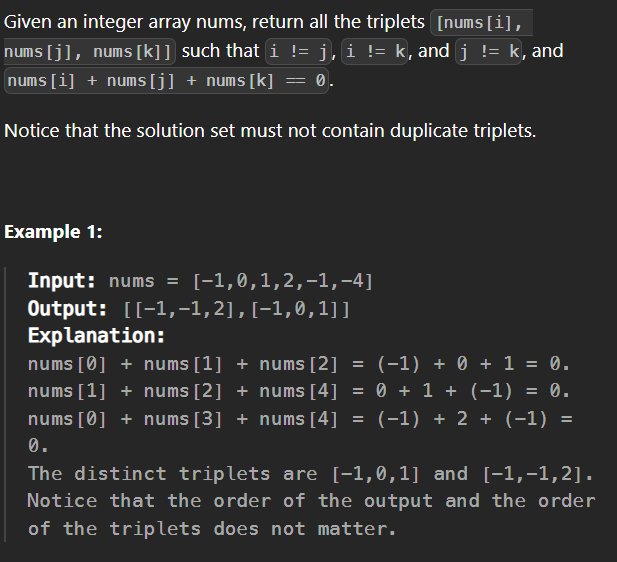 Given an integer array nums, return all the triplets [nums[i],
nums[j], nums[k]] such that i != j, i != k, and j != k, and
nums[i] + nums[j] + nums[k] == 0.
Notice that the solution set must not contain duplicate triplets.
Example 1:
Input: nums = [-1,0,1,2,-1,-4]
Output: [[-1,-1,2],[-1,0,1]]
Explanation:
nums[0] + nums[1] + nums[2] = (-1) + 0 + 1 = 0.
nums[1] + nums[2] + nums[4] = 0 + 1 + (-1) = 0.
nums[0] + nums[3] + nums[4] = (-1) + 2 + (-1) =
0.
The distinct triplets are [-1,0,1] and [-1,-1,2].
Notice that the order of the output and the order
of the triplets does not matter.